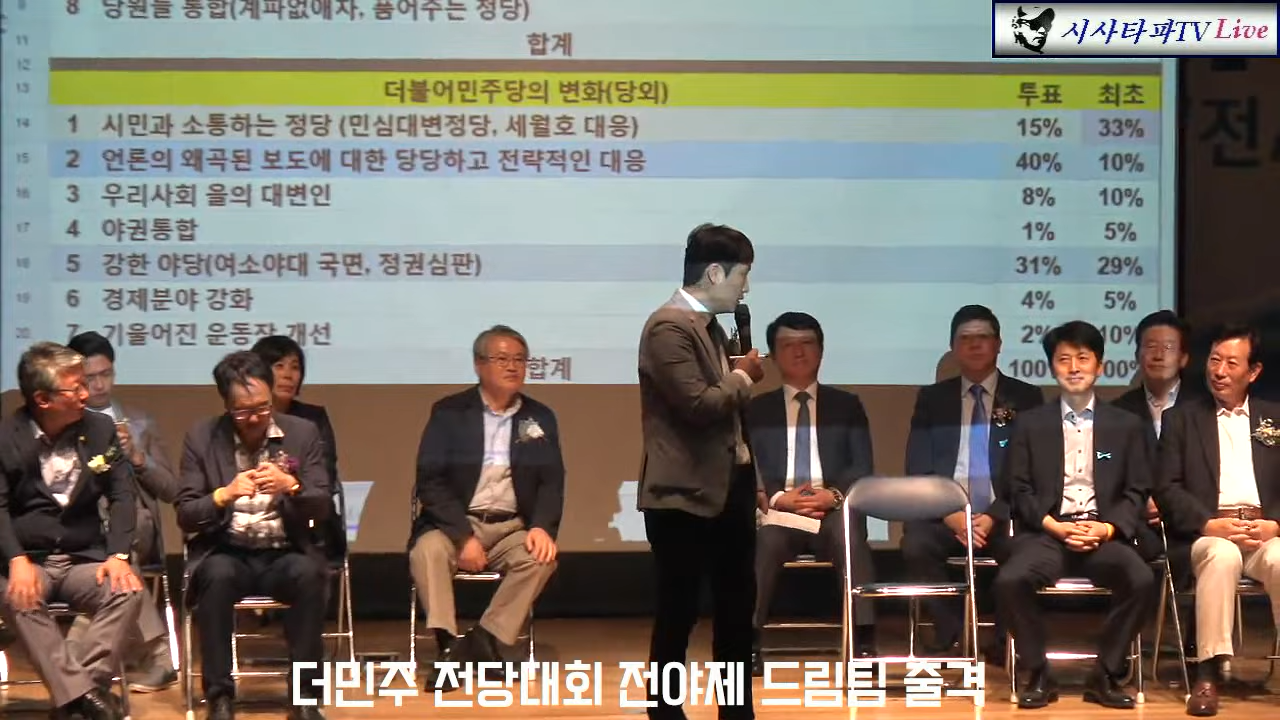 8 당원들 통합(계파없애자, 품어주는 정당)
시사타파TV Live
11 합계
12
13 더불어민주당의 변화(당외) 투표 최초
14 1 시민과 소통하는 정당 (민심대변정당, 세월호 대응) 15% 33%
15 2 언론의 왜곡된 보도에 대한 당당하고 전략적인 대응 40% 10%
16 3 우리사회 을의 대변인 8% 10%
17 4 야권통합 1% 5%
18 5 강한 야당(여소야대 국면, 정권심판) 31% 29%
19 6 경제분야 강화 4% 5%
20 7 기울어진 운동장 개선 2% 10%
합계 100
전
더민주 전당대회 전야제 드림팀 출격